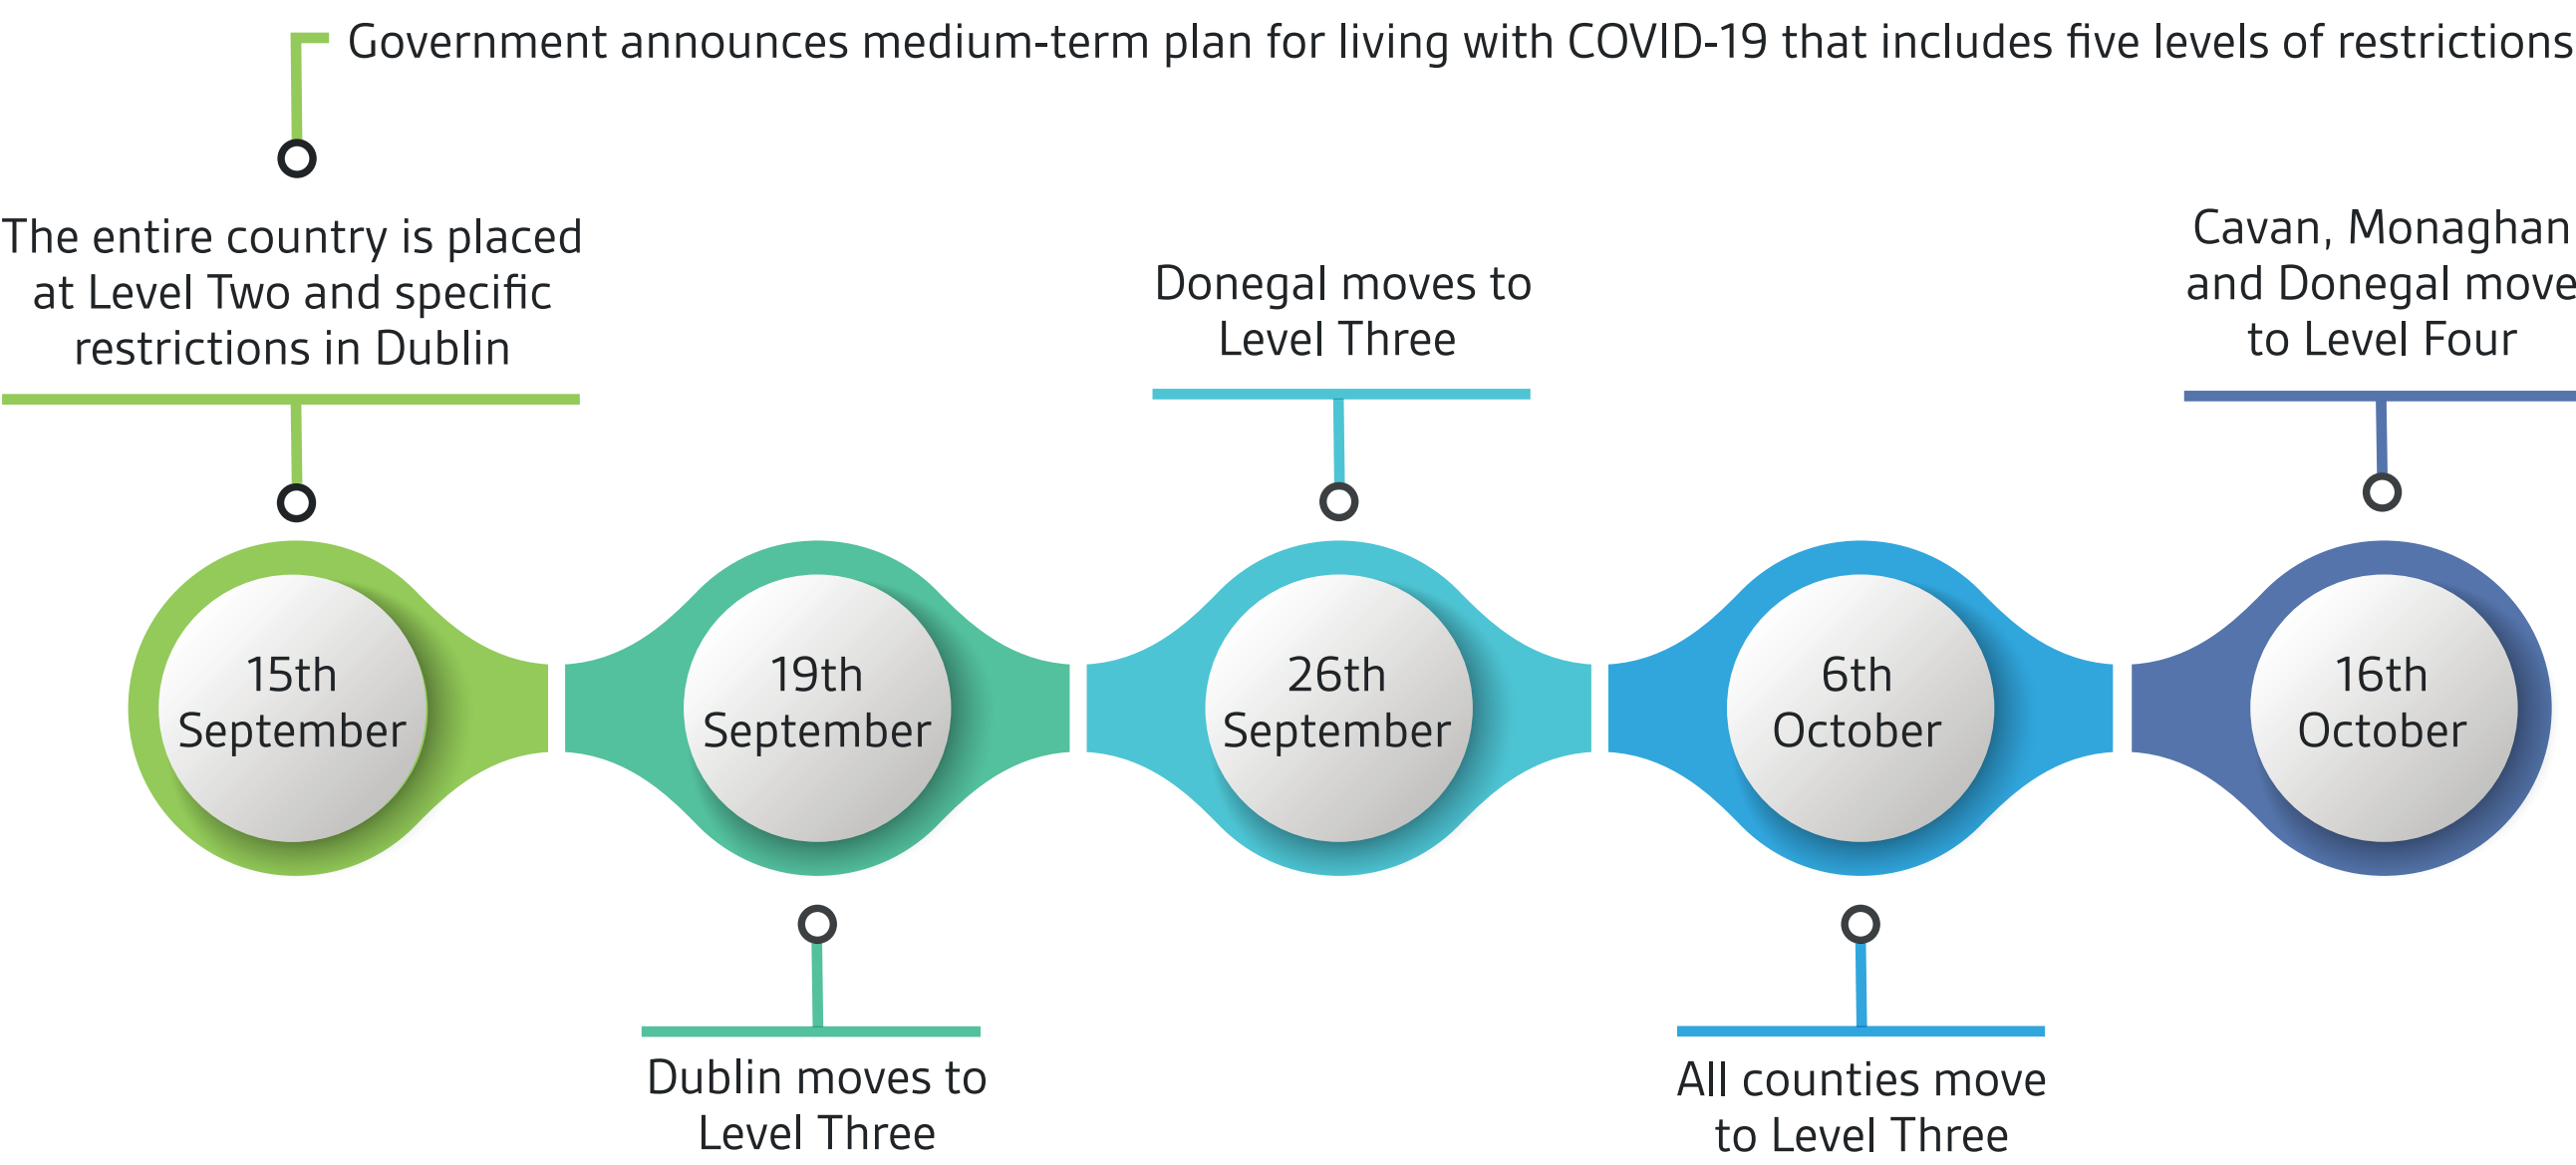 Government announces medium-term plan for living with COVID-19 that includes five levels of restrictions
The entire country is placed
at Level Two and specific
restrictions in Dublin
Donegal moves to
Level Three
Cavan, Monaghan
and Donegal move
to Level Four
15th
September
19th
September
26th
September
6th
October
16th
October
Dublin moves to
Level Three
All counties move
to Level Three